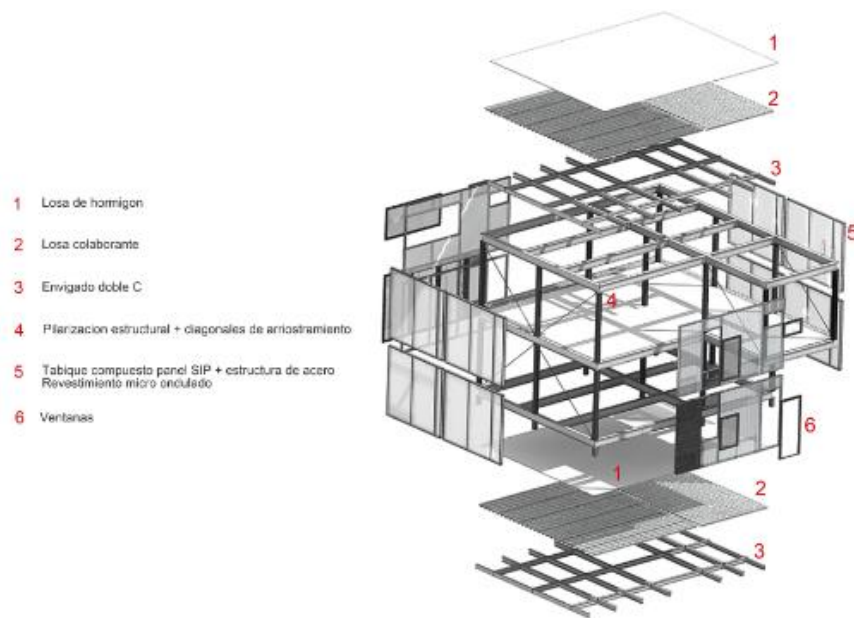 1 Losa de hormigon
2 Losa colaborante
3 Envigado doble C
4 Pilarizacion estructural + diagonales de arriostramiento
5 Tabique compuesto panel SIP + estructura de acero
Revestimiento micro ondulado
6 Ventanas
1
2
3
5
4
6
1
2
3